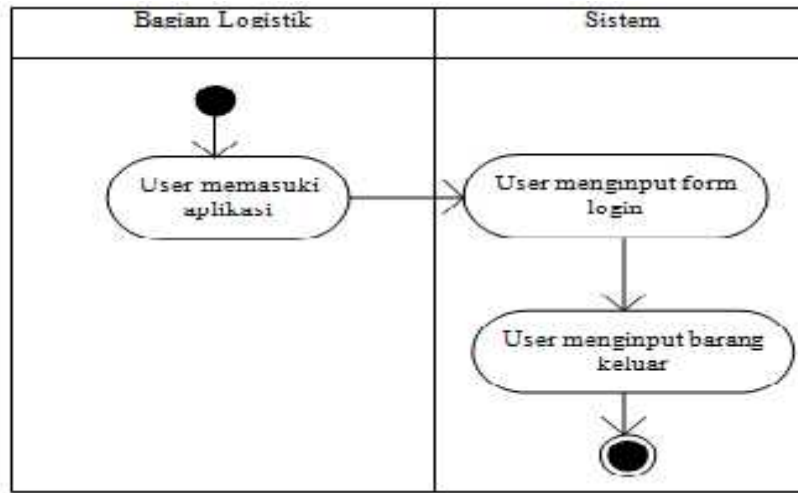 Bagian Logistik
Sistem
User memasuki
aplikasi
User menginput form
login
User menginput barang
keluar